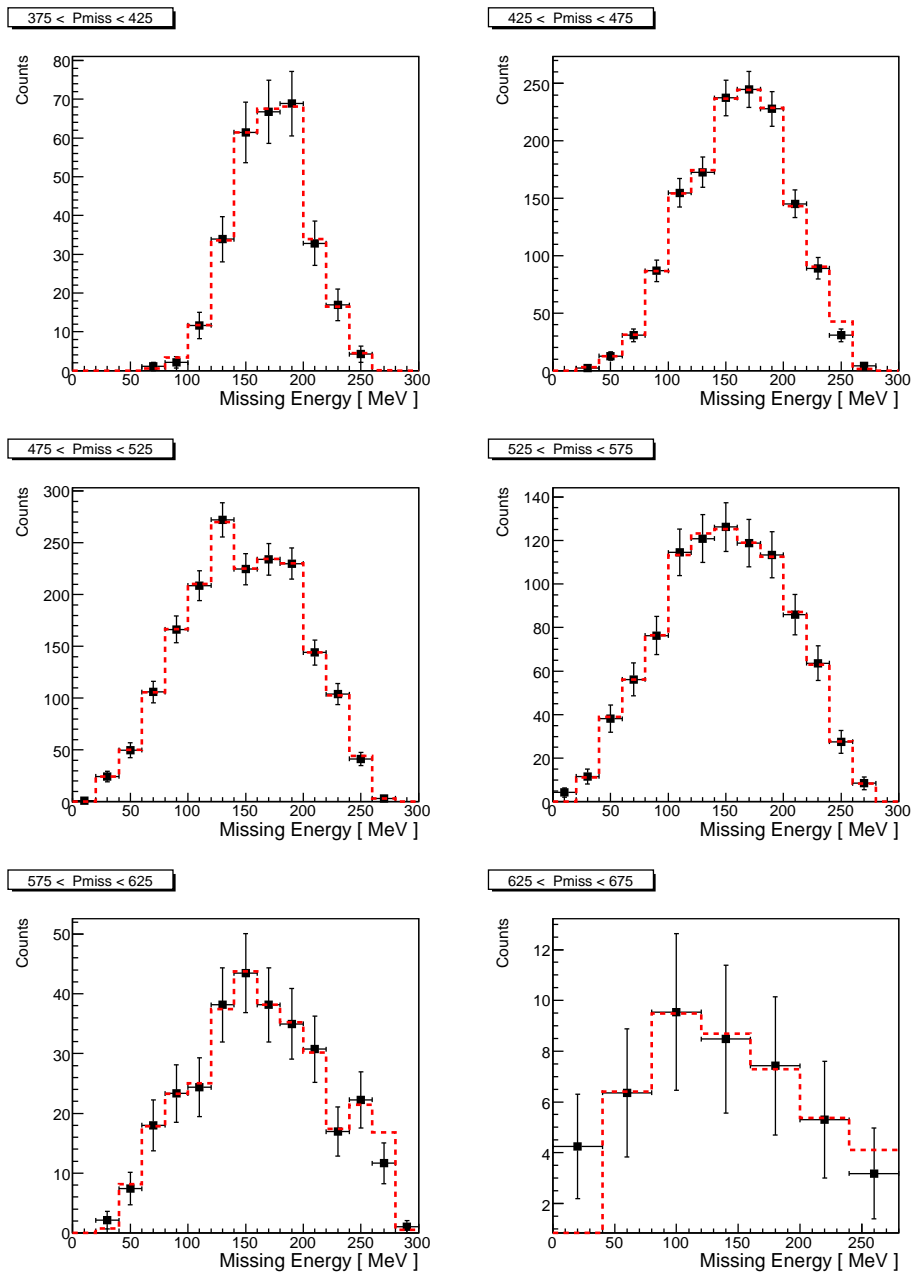 375 < Pmiss < 425
Counts
80
70
60
50
40
30
20
10
0
0 50 100 150 200 250 300
Missing Energy [ MeV ]
425 < Pmiss < 475
Counts
250
200
150
100
50
0
0 50 100 150 200 250 300
Missing Energy [ MeV ]
475 < Pmiss < 525
Counts
300
250
200
150
100
50
0
0 50 100 150 200 250 300
Missing Energy [ MeV ]
525 < Pmiss < 575
Counts
140
120
100
80
60
40
20
0
0 50 100 150 200 250 300
Missing Energy [ MeV ]
575 < Pmiss < 625
Counts
50
40
30
20
10
0
0 50 100 150 200 250 300
Missing Energy [ MeV ]
625 < Pmiss < 675
Counts
12
10
8
6
4
2
0 50 100 150 200 250
Missing Energy [ MeV ]